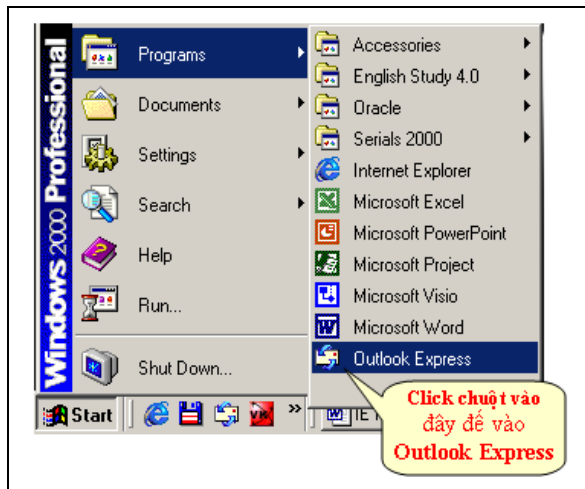 Windows 2000 Professional
Programs
Documents
Settings
Search
Help
Run...
Shut Down...
Accessories
English Study 4.0
Oracle
Serials 2000
Internet Explorer
Microsoft Excel
Microsoft PowerPoint
Microsoft Project
Microsoft Visio
Microsoft Word
Outlook Express
Click chuột vào
đây để vào
Outlook Express
Start
»
IE